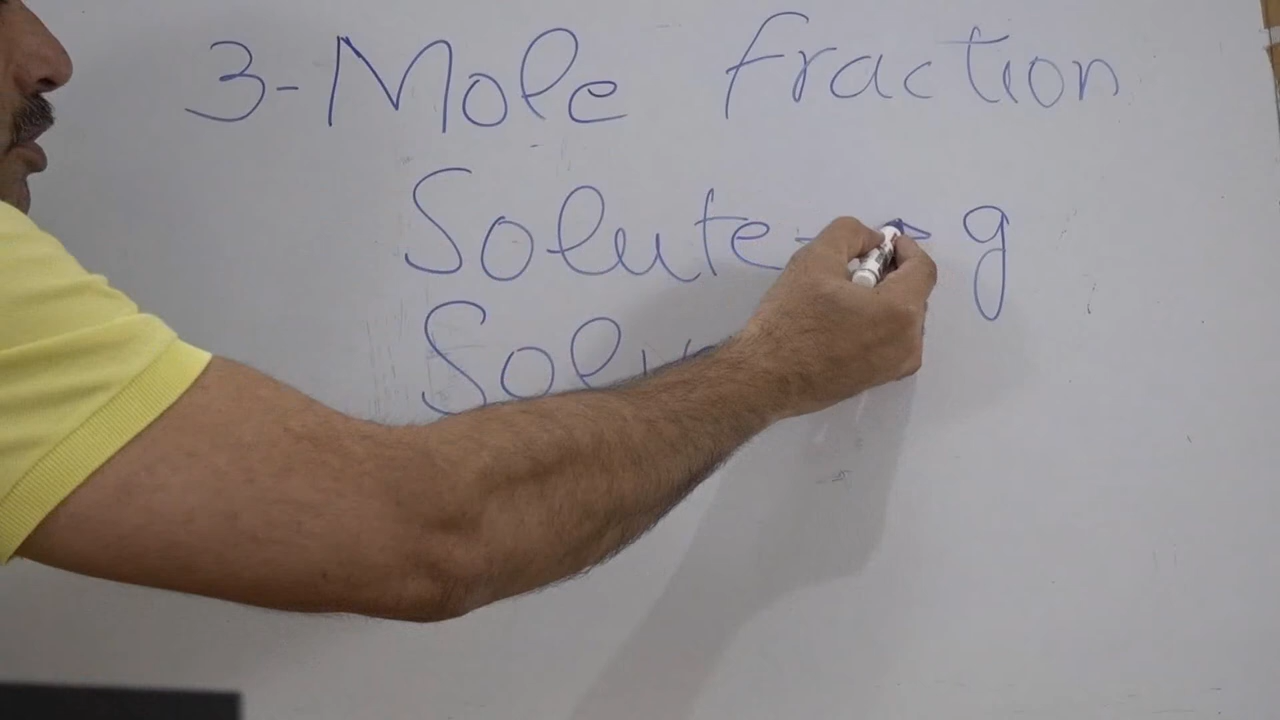 3-Mole fraction
Solute → g